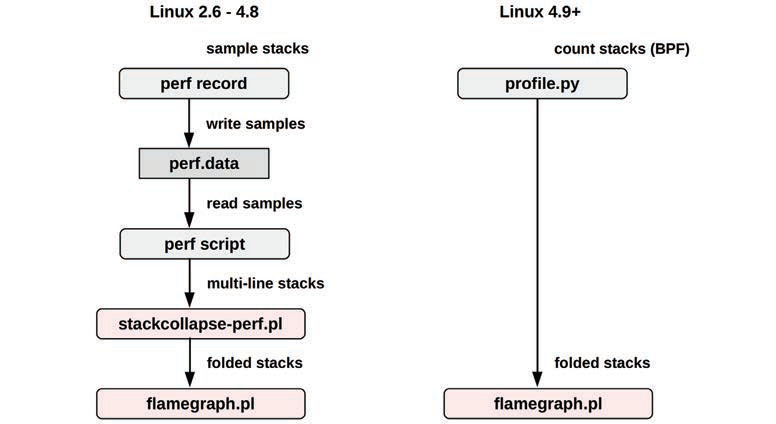 Linux 2.6 - 4.8
sample stacks
perf record
write samples
perf.data
read samples
perf script
multi-line stacks
stackcollapse-perf.pl
folded stacks
flamegraph.pl
Linux 4.9+
count stacks (BPF)
profile.py
folded stacks
flamegraph.pl